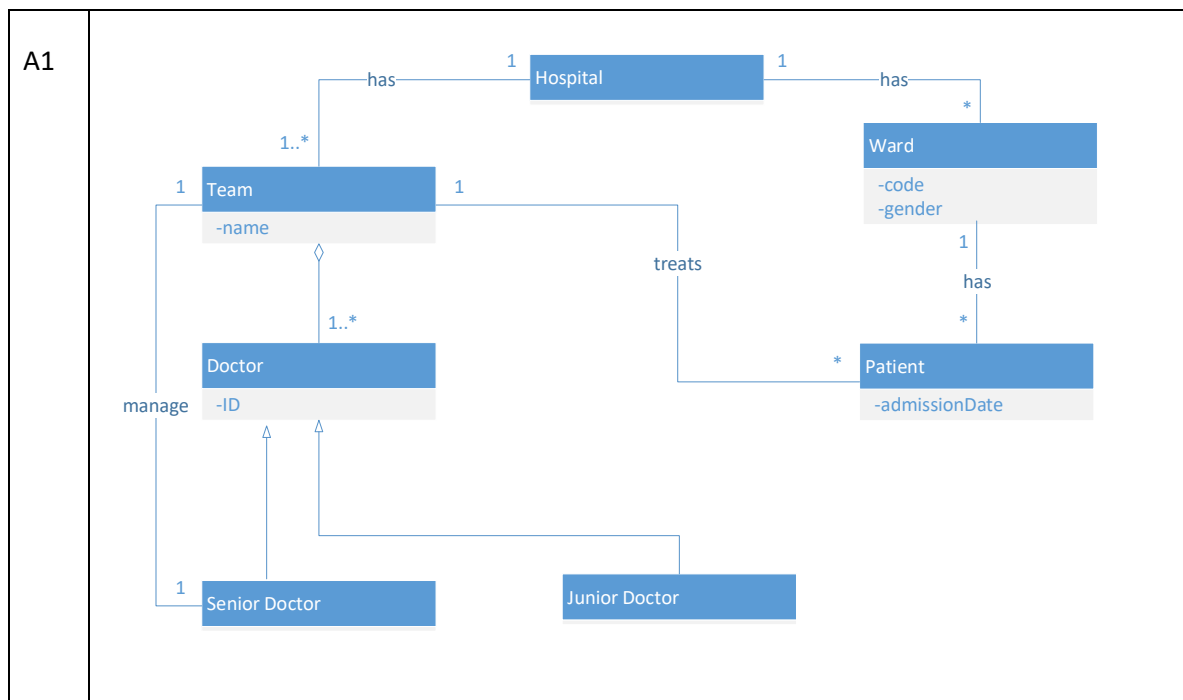 A1
1
Hospital
1
has
has
*
1..*
Ward
1
Team
1
-code
-gender
-name
1
treats
has
1..*
*
Doctor
*
Patient
manage
-ID
-admissionDate
1
Senior Doctor
Junior Doctor